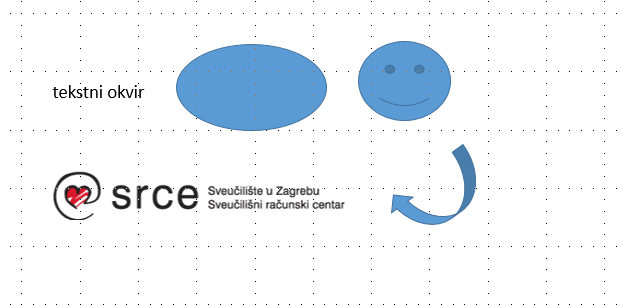 tekstni okvir
srce
Sveučilište u Zagrebu
Sveučilišni računski centar